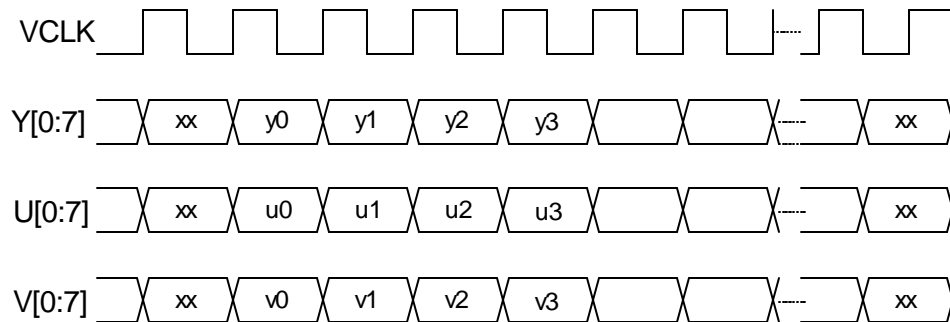 VCLK
Y[0:7] xx y0 y1 y2 y3 xx
U[0:7] xx u0 u1 u2 u3 xx
V[0:7] xx v0 v1 v2 v3 xx